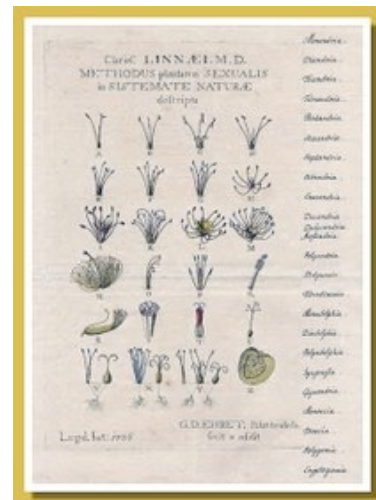 Clarisſ: LINNÆI. M. D.
METHODUS plantarum SEXUALIS
in SISTEMATE NATURÆ
descripta
A B C D
E F G H
I K L M
N O P Q
R S T V
X Y Z
Lugd. bat: 1736
G.D. EHRET
fecit & edidit
Monandria
Diandria
Triandria
Tetrandria
Pentandria
Hexandria
Heptandria
Octandria
Enneandria
Decandria
Dodecandria
Icosandria
Polyandria
Didynamia
Tetradynamia
Monadelphia
Diadelphia
Polyadelphia
Syngenesia
Gynandria
Monoecia
Dioecia
Polygamia
Cryptogamia